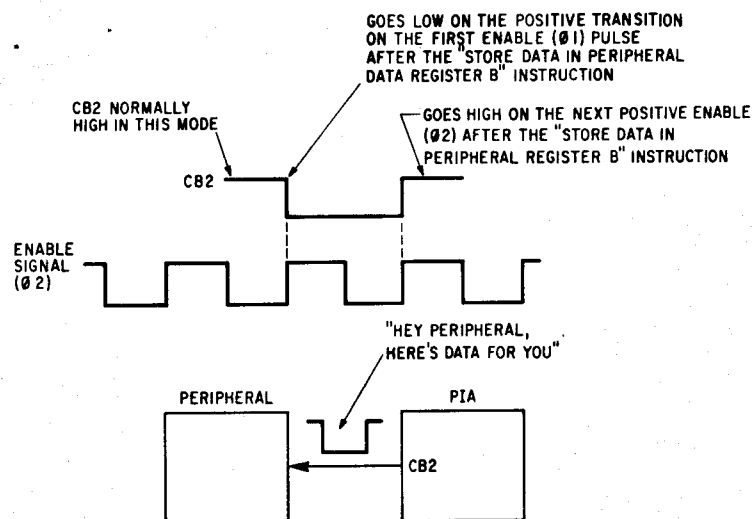 GOES LOW ON THE POSITIVE TRANSITION
ON THE FIRST ENABLE (Ø1) PULSE
AFTER THE "STORE DATA IN PERIPHERAL
DATA REGISTER B" INSTRUCTION
CB2 NORMALLY
HIGH IN THIS MODE
GOES HIGH ON THE NEXT POSITIVE ENABLE
(Ø2) AFTER THE "STORE DATA IN
PERIPHERAL REGISTER B" INSTRUCTION
CB2
ENABLE
SIGNAL
(Ø2)
"HEY PERIPHERAL,
HERE'S DATA FOR YOU"
PERIPHERAL
PIA
CB2